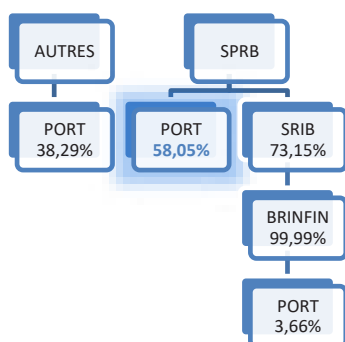 AUTRES
SPRB
PORT
38,29%
PORT
58,05%
SRIB
73,15%
BRINFIN
99,99%
PORT
3,66%